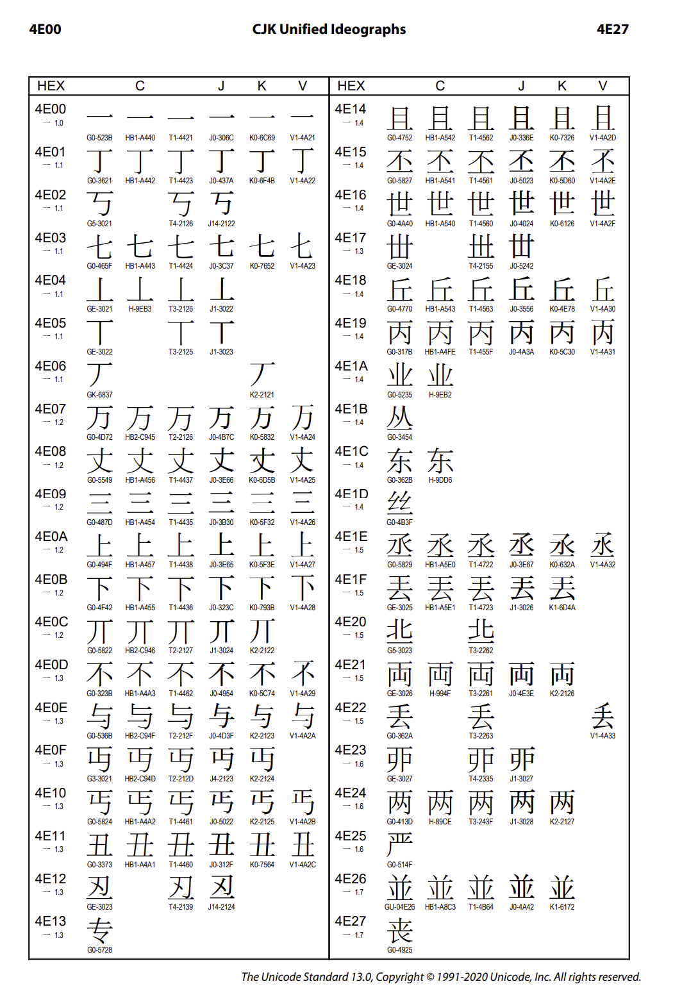 4E00 CJK Unified Ideographs 4E27
HEX C J K V
4E00 一 一 一 一 一 一
一 1.0
G0-523B HB1-A440 T1-4421 J0-306C K0-6C69 V1-4A21
4E01 丁 丁 丁 丁 丁 丁
一 1.1
G0-3621 HB1-A442 T1-4423 J0-437A K0-6F4B V1-4A22
4E02 丂 丂 丂
一 1.1
G5-3021 T4-2126 J14-2122
4E03 七 七 七 七 七 七
一 1.1
G0-465F HB1-A443 T1-4424 J0-3C37 K0-7652 V1-4A23
4E04 丄 丄 丄 丄
一 1.1
GE-3021 H-9EB3 T3-2126 J1-3022
4E05 丅 丅 丅
一 1.1
GE-3022 T3-2125 J1-3023
4E06 丆 丆
一 1.1
GK-6837 K2-2121
4E07 万 万 万 万 万 万
一 1.2
G0-4D72 HB2-C945 T2-2126 J0-4B7C K0-5832 V1-4A24
4E08 丈 丈 丈 丈 丈 丈
一 1.2
G0-5549 HB1-A456 T1-4437 J0-3E66 K0-6D5B V1-4A25
4E09 三 三 三 三 三 三
一 1.2
G0-487D HB1-A454 T1-4435 J0-3B30 K0-5F32 V1-4A26
4E0A 上 上 上 上 上 上
一 1.2
G0-494F HB1-A457 T1-4438 J0-3E65 K0-5F3E V1-4A27
4E0B 下 下 下 下 下 下
一 1.2
G0-4F42 HB1-A455 T1-4436 J0-323C K0-793B V1-4A28
4E0C 丌 丌 丌 丌 丌
一 1.2
G0-5822 HB2-C946 T2-2127 J1-3024 K2-2122
4E0D 不 不 不 不 不 不
一 1.3
G0-323B HB1-A4A3 T1-4462 J0-4954 K0-5C74 V1-4A29
4E0E 与 与 与 与 与 与
一 1.3
G0-536B HB2-C94F T2-212F J0-4D3F K2-2123 V1-4A2A
4E0F 丏 丏 丏 丏 丏
一 1.3
G3-3021 HB2-C94D T2-212D J4-2123 K2-2124
4E10 丐 丐 丐 丐 丐 丐
一 1.3
G0-5824 HB1-A4A2 T1-4461 J0-5022 K2-2125 V1-4A2B
4E11 丑 丑 丑 丑 丑 丑
一 1.3
G0-3373 HB1-A4A1 T1-4460 J0-312F K0-7564 V1-4A2C
4E12 丒 丒 丒
一 1.3
GE-3023 T4-2139 J14-2124
4E13 专
一 1.3
G0-5728
HEX C J K V
4E14 且 且 且 且 且 且
一 1.4
G0-4752 HB1-A542 T1-4562 J0-336E K0-7326 V1-4A2D
4E15 丕 丕 丕 丕 丕 丕
一 1.4
G0-5827 HB1-A541 T1-4561 J0-5023 K0-5D60 V1-4A2E
4E16 世 世 世 世 世 世
一 1.4
G0-4A40 HB1-A540 T1-4560 J0-4024 K0-6126 V1-4A2F
4E17 丗 丗 丗
一 1.3
GE-3024 T4-2155 J0-5242
4E18 丘 丘 丘 丘 丘 丘
一 1.4
G0-4770 HB1-A543 T1-4563 J0-3556 K0-4E78 V1-4A30
4E19 丙 丙 丙 丙 丙 丙
一 1.4
G0-317B HB1-A4FE T1-455F J0-4A3A K0-5C30 V1-4A31
4E1A 业 业
一 1.4
G0-5235 H-9EB2
4E1B 丛
一 1.4
G0-3454
4E1C 东 东
一 1.4
G0-362B H-9DD6
4E1D 丝
一 1.4
G0-4B3F
4E1E 丞 丞 丞 丞 丞 丞
一 1.5
G0-5829 HB1-A5E0 T1-4722 J0-3E67 K0-632A V1-4A32
4E1F 丟 丟 丟 丟 丟
一 1.5
GE-3025 HB1-A5E1 T1-4723 J1-3026 K1-6D4A
4E20 丠 丠
一 1.5
G5-3023 T3-2262
4E21 両 両 両 両 両
一 1.5
GE-3026 H-994F T3-2261 J0-4E3E K2-2126
4E22 丢 丢 丢
一 1.5
G0-362A T3-2263 V1-4A33
4E23 丣 丣 丣
一 1.6
GE-3027 T4-2335 J1-3027
4E24 两 两 两 两 两
一 1.6
G0-413D H-89CE T3-243F J1-3028 K2-2127
4E25 严
一 1.6
G0-514F
4E26 並 並 並 並 並
一 1.7
GU-04E26 HB1-A8C3 T1-4B64 J0-4A42 K1-6172
4E27 丧
一 1.7
G0-4925
The Unicode Standard 13.0, Copyright © 1991-2020 Unicode, Inc. All rights reserved.